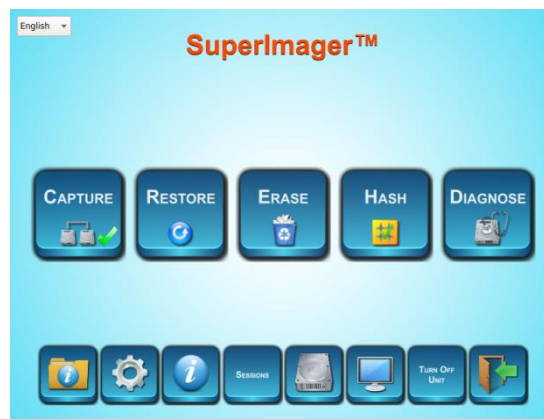 English
SuperImager™
CAPTURE
RESTORE
ERASE
HASH
DIAGNOSE
SESSIONS
TURN OFF
UNIT